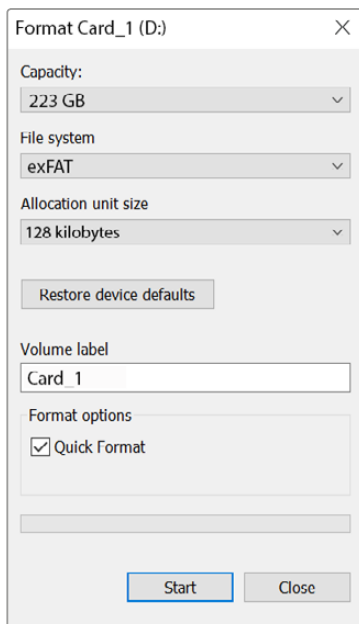 Format Card_1 (D:)
Capacity:
223 GB
File system
exFAT
Allocation unit size
128 kilobytes
Restore device defaults
Volume label
Card_1
Format options
Quick Format
Start Close